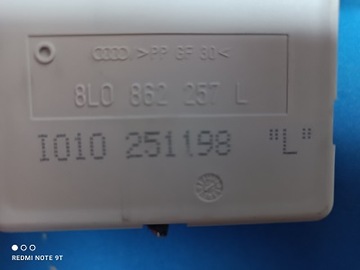 >PP GF 30<
8L0 862 257 L
I010 251198 "L"
REDMI NOTE 9T